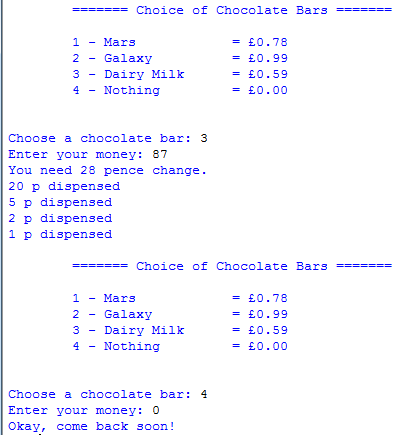 ======= Choice of Chocolate Bars =======
1 - Mars = £0.78
2 - Galaxy = £0.99
3 - Dairy Milk = £0.59
4 - Nothing = £0.00
Choose a chocolate bar: 3
Enter your money: 87
You need 28 pence change.
20 p dispensed
5 p dispensed
2 p dispensed
1 p dispensed
======= Choice of Chocolate Bars =======
1 - Mars = £0.78
2 - Galaxy = £0.99
3 - Dairy Milk = £0.59
4 - Nothing = £0.00
Choose a chocolate bar: 4
Enter your money: 0
Okay, come back soon!